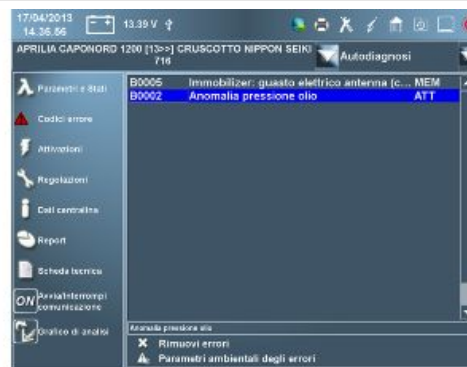 17/04/2013
14.36.56
13.39 V
APRILIA CAPONORD 1200 [13>>] CRUSCOTTO NIPPON SEIKI
716
Autodiagnosi
Parametri e Stati
Codici errore
Attivazioni
Regolazioni
Dati centralina
Report
Scheda tecnica
ON Avvia/Interrompi
comunicazione
Grafico di analisi
B0005 Immobilizer: guasto elettrico antenna (c... MEM
B0002 Anomalia pressione olio ATT
Anomalia pressione olio
Rimuovi errori
Parametri ambientali degli errori